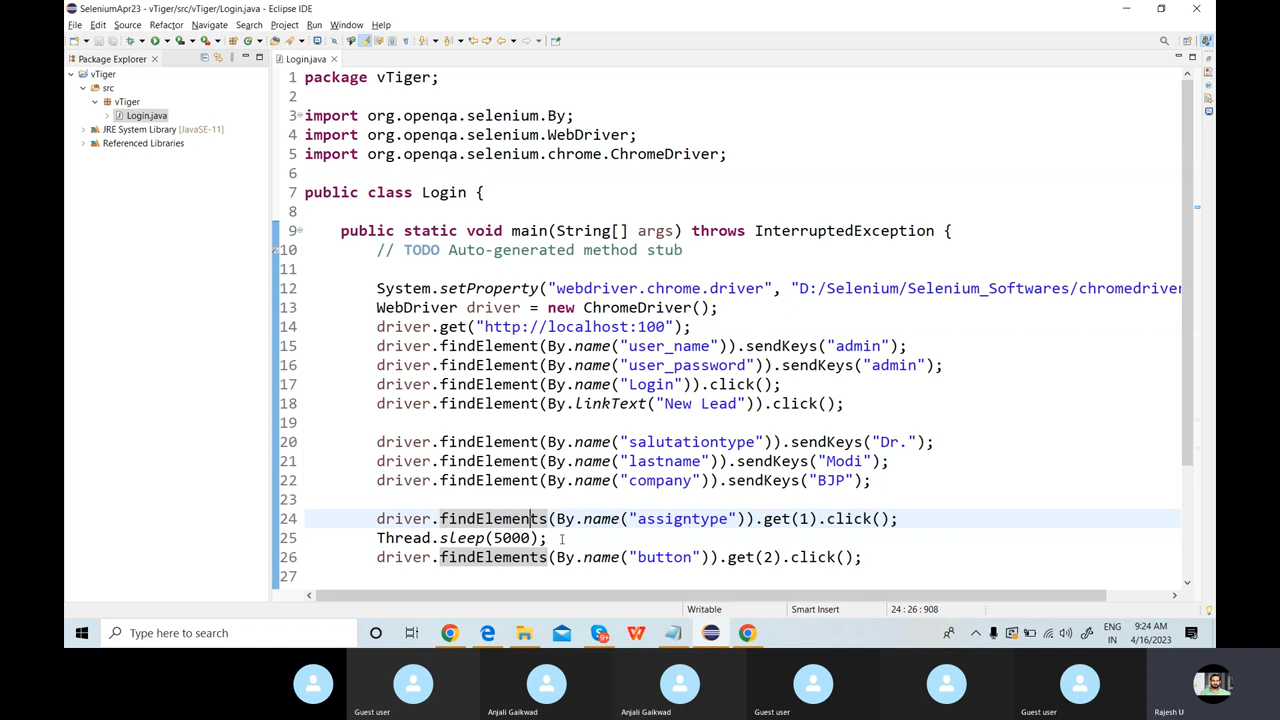 SeleniumApr23 - vTiger/src/vTiger/Login.java - Eclipse IDE
File Edit Source Refactor Navigate Search Project Run Window Help
Package Explorer
vTiger
src
vTiger
Login.java
JRE System Library [JavaSE-11]
Referenced Libraries
Login.java
1 package vTiger;
2
3 import org.openqa.selenium.By;
4 import org.openqa.selenium.WebDriver;
5 import org.openqa.selenium.chrome.ChromeDriver;
6
7 public class Login {
8
9 public static void main(String[] args) throws InterruptedException {
10 // TODO Auto-generated method stub
11
12 System.setProperty("webdriver.chrome.driver", "D:/Selenium/Selenium_Softwares/chromedriver
13 WebDriver driver = new ChromeDriver();
14 driver.get("http://localhost:100");
15 driver.findElement(By.name("user_name")).sendKeys("admin");
16 driver.findElement(By.name("user_password")).sendKeys("admin");
17 driver.findElement(By.name("Login")).click();
18 driver.findElement(By.linkText("New Lead")).click();
19
20 driver.findElement(By.name("salutationtype")).sendKeys("Dr.");
21 driver.findElement(By.name("lastname")).sendKeys("Modi");
22 driver.findElement(By.name("company")).sendKeys("BJP");
23
24 driver.findElements(By.name("assigntype")).get(1).click();
25 Thread.sleep(5000);
26 driver.findElements(By.name("button")).get(2).click();
27
Writable Smart Insert 24 : 26 : 908
Type here to search
ENG
IN
9:24 AM
4/16/2023
Guest user Anjali Gaikwad Anjali Gaikwad Guest user Guest user Rajesh U